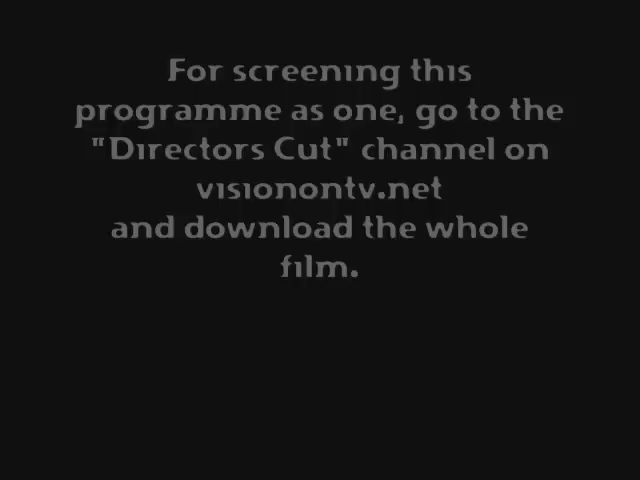 For screening this
programme as one, go to the
"Directors Cut" channel on
visionontv.net
and download the whole
film.